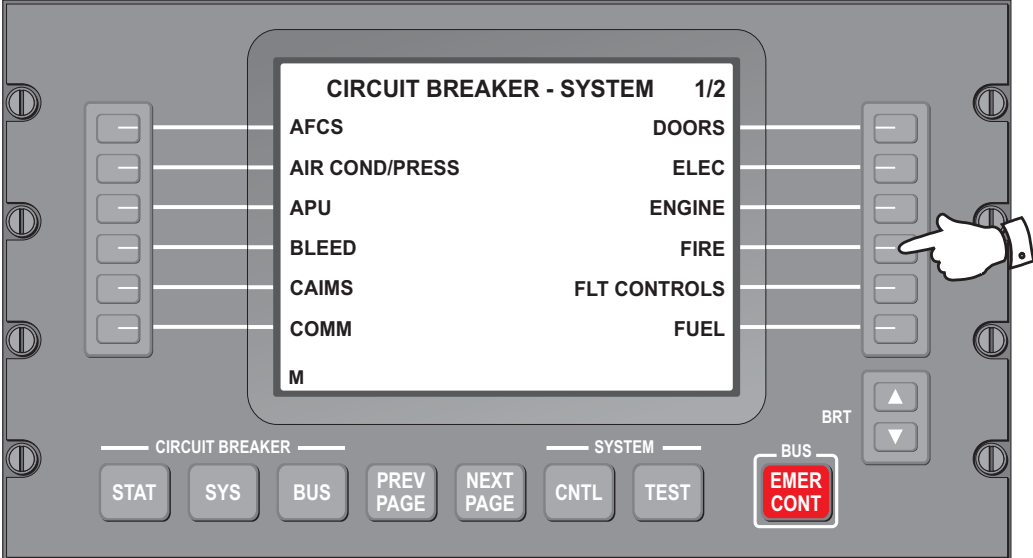 CIRCUIT BREAKER - SYSTEM 1/2
AFCS DOORS
AIR COND/PRESS ELEC
APU ENGINE
BLEED FIRE
CAIMS FLT CONTROLS
COMM FUEL
M
BRT
CIRCUIT BREAKER SYSTEM BUS
STAT SYS BUS PREV PAGE NEXT PAGE CNTL TEST EMER CONT